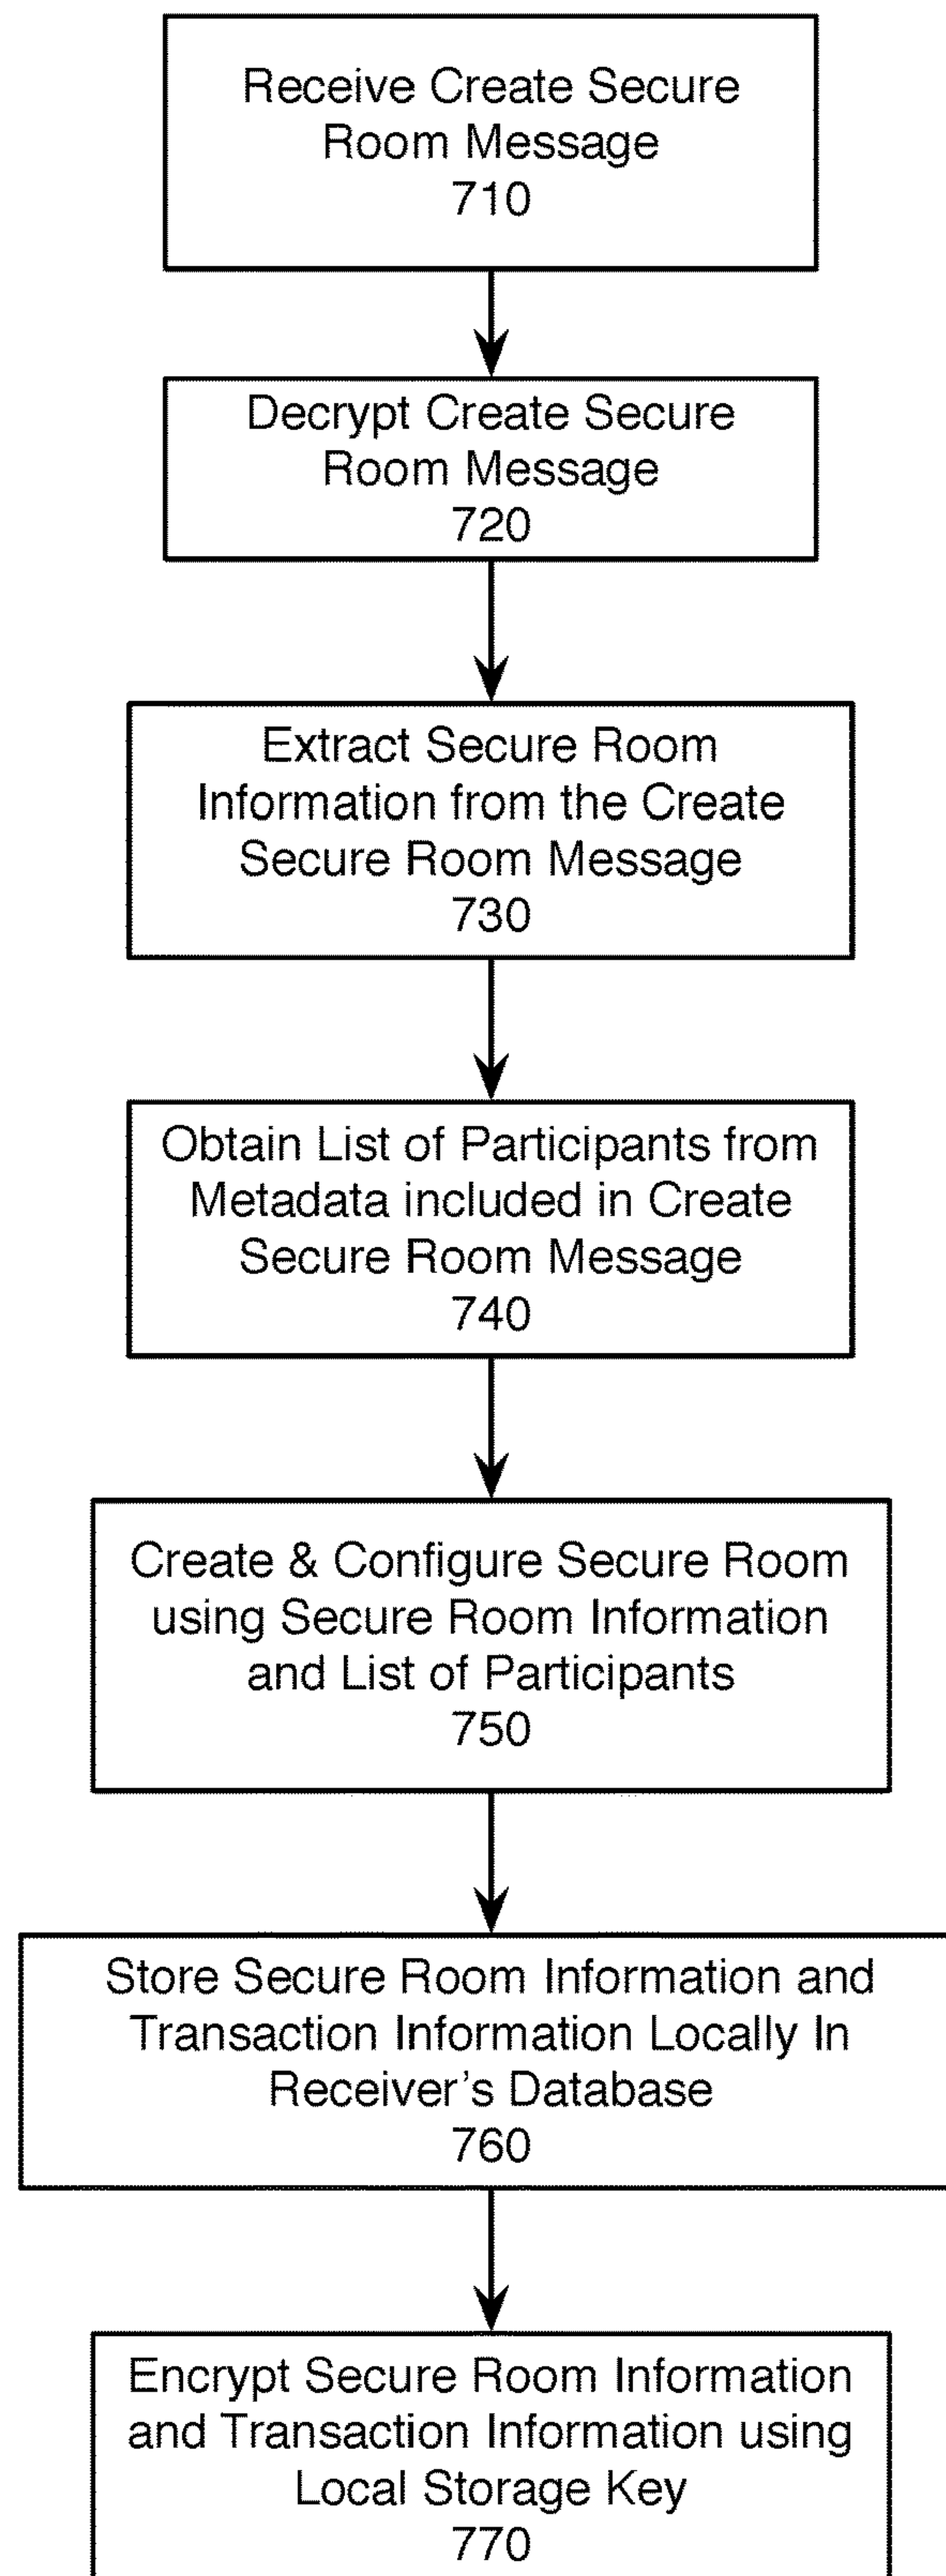 Receive Create Secure
Room Message
710
Decrypt Create Secure
Room Message
720
Extract Secure Room
Information from the Create
Secure Room Message
730
Obtain List of Participants from
Metadata included in Create
Secure Room Message
740
Create & Configure Secure Room
using Secure Room Information
and List of Participants
750
Store Secure Room Information and
Transaction Information Locally In
Receiver’s Database
760
Encrypt Secure Room Information
and Transaction Information using
Local Storage Key
770